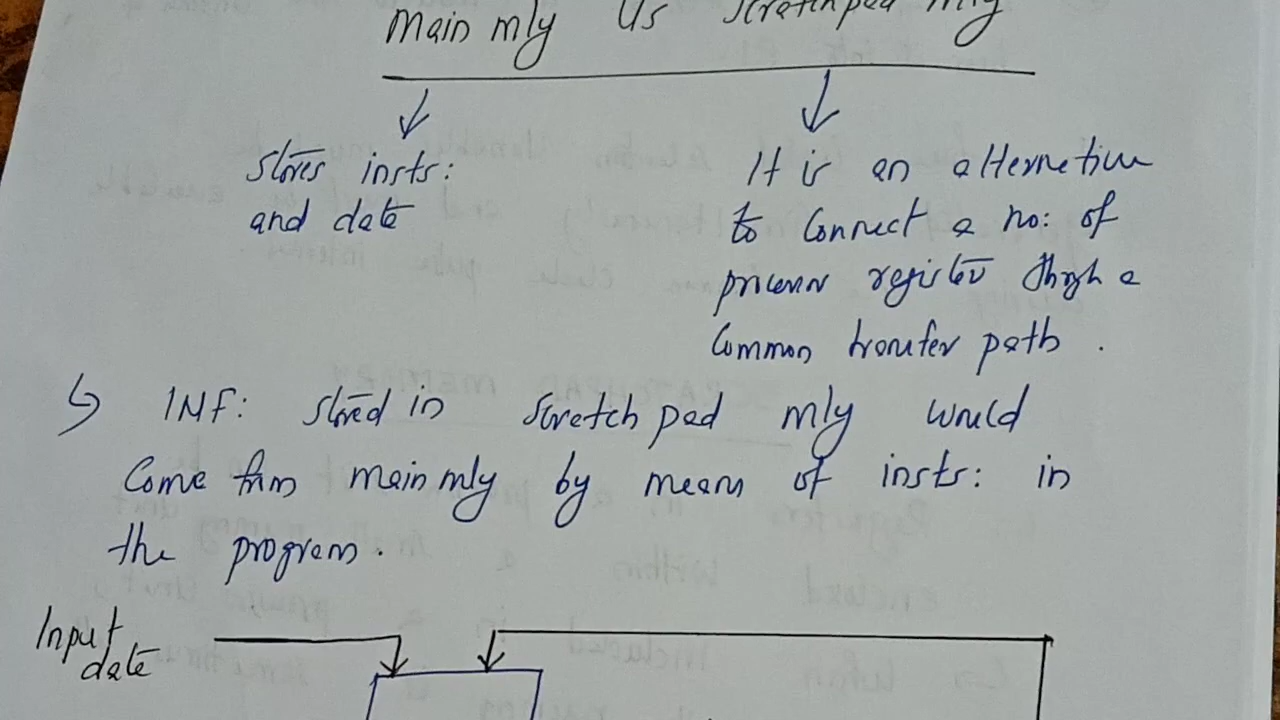 Main mly Vs Scratchpad mly
Stores insts:
and data
It is an alternative
to connect a no: of
processor register through a
common transfer path.
↳ INF: stored in scratch pad mly would
Come from main mly by means of insts: in
the program.
Input
data